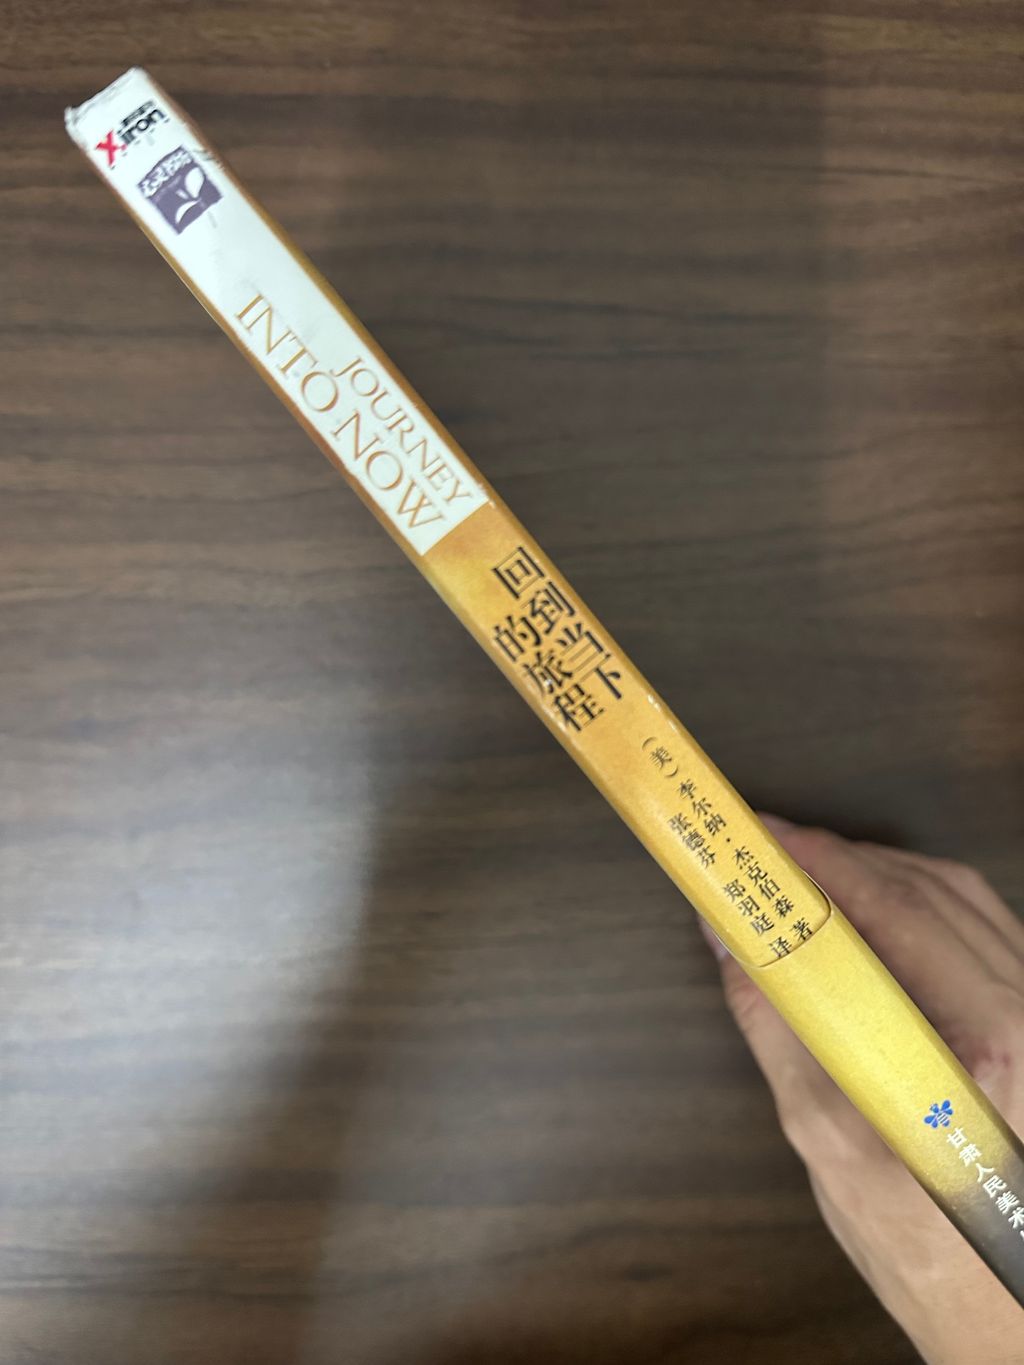 Xiron
JOURNEY
INTO NOW
回到当下
的旅程
（美）李尔纳·杰克伯森 著
张德芬 郑羽庭 译
甘肃人民美术